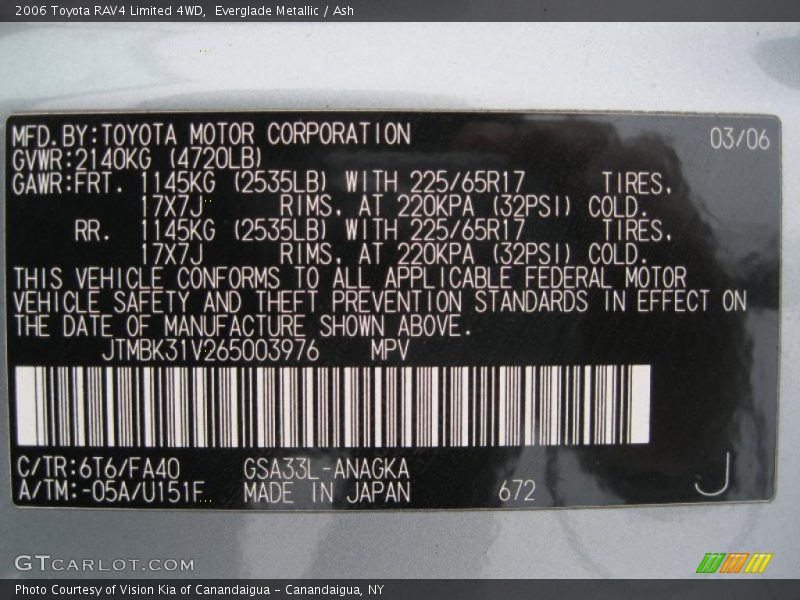 2006 Toyota RAV4 Limited 4WD,  Everglade Metallic / Ash
MFD.BY:TOYOTA MOTOR CORPORATION 03/06
GVWR:2140KG (4720LB)
GAWR:FRT. 1145KG (2535LB) WITH 225/65R17 TIRES,
17X7J RIMS, AT 220KPA (32PSI) COLD.
RR. 1145KG (2535LB) WITH 225/65R17 TIRES,
17X7J RIMS, AT 220KPA (32PSI) COLD.
THIS VEHICLE CONFORMS TO ALL APPLICABLE FEDERAL MOTOR
VEHICLE SAFETY AND THEFT PREVENTION STANDARDS IN EFFECT ON
THE DATE OF MANUFACTURE SHOWN ABOVE.
JTMBK31V265003976 MPV
C/TR:6T6/FA40 GSA33L-ANAGKA
A/TM:-05A/U151F MADE IN JAPAN 672 J
GTCARLOT.COM
Photo Courtesy of Vision Kia of Canandaigua – Canandaigua, NY